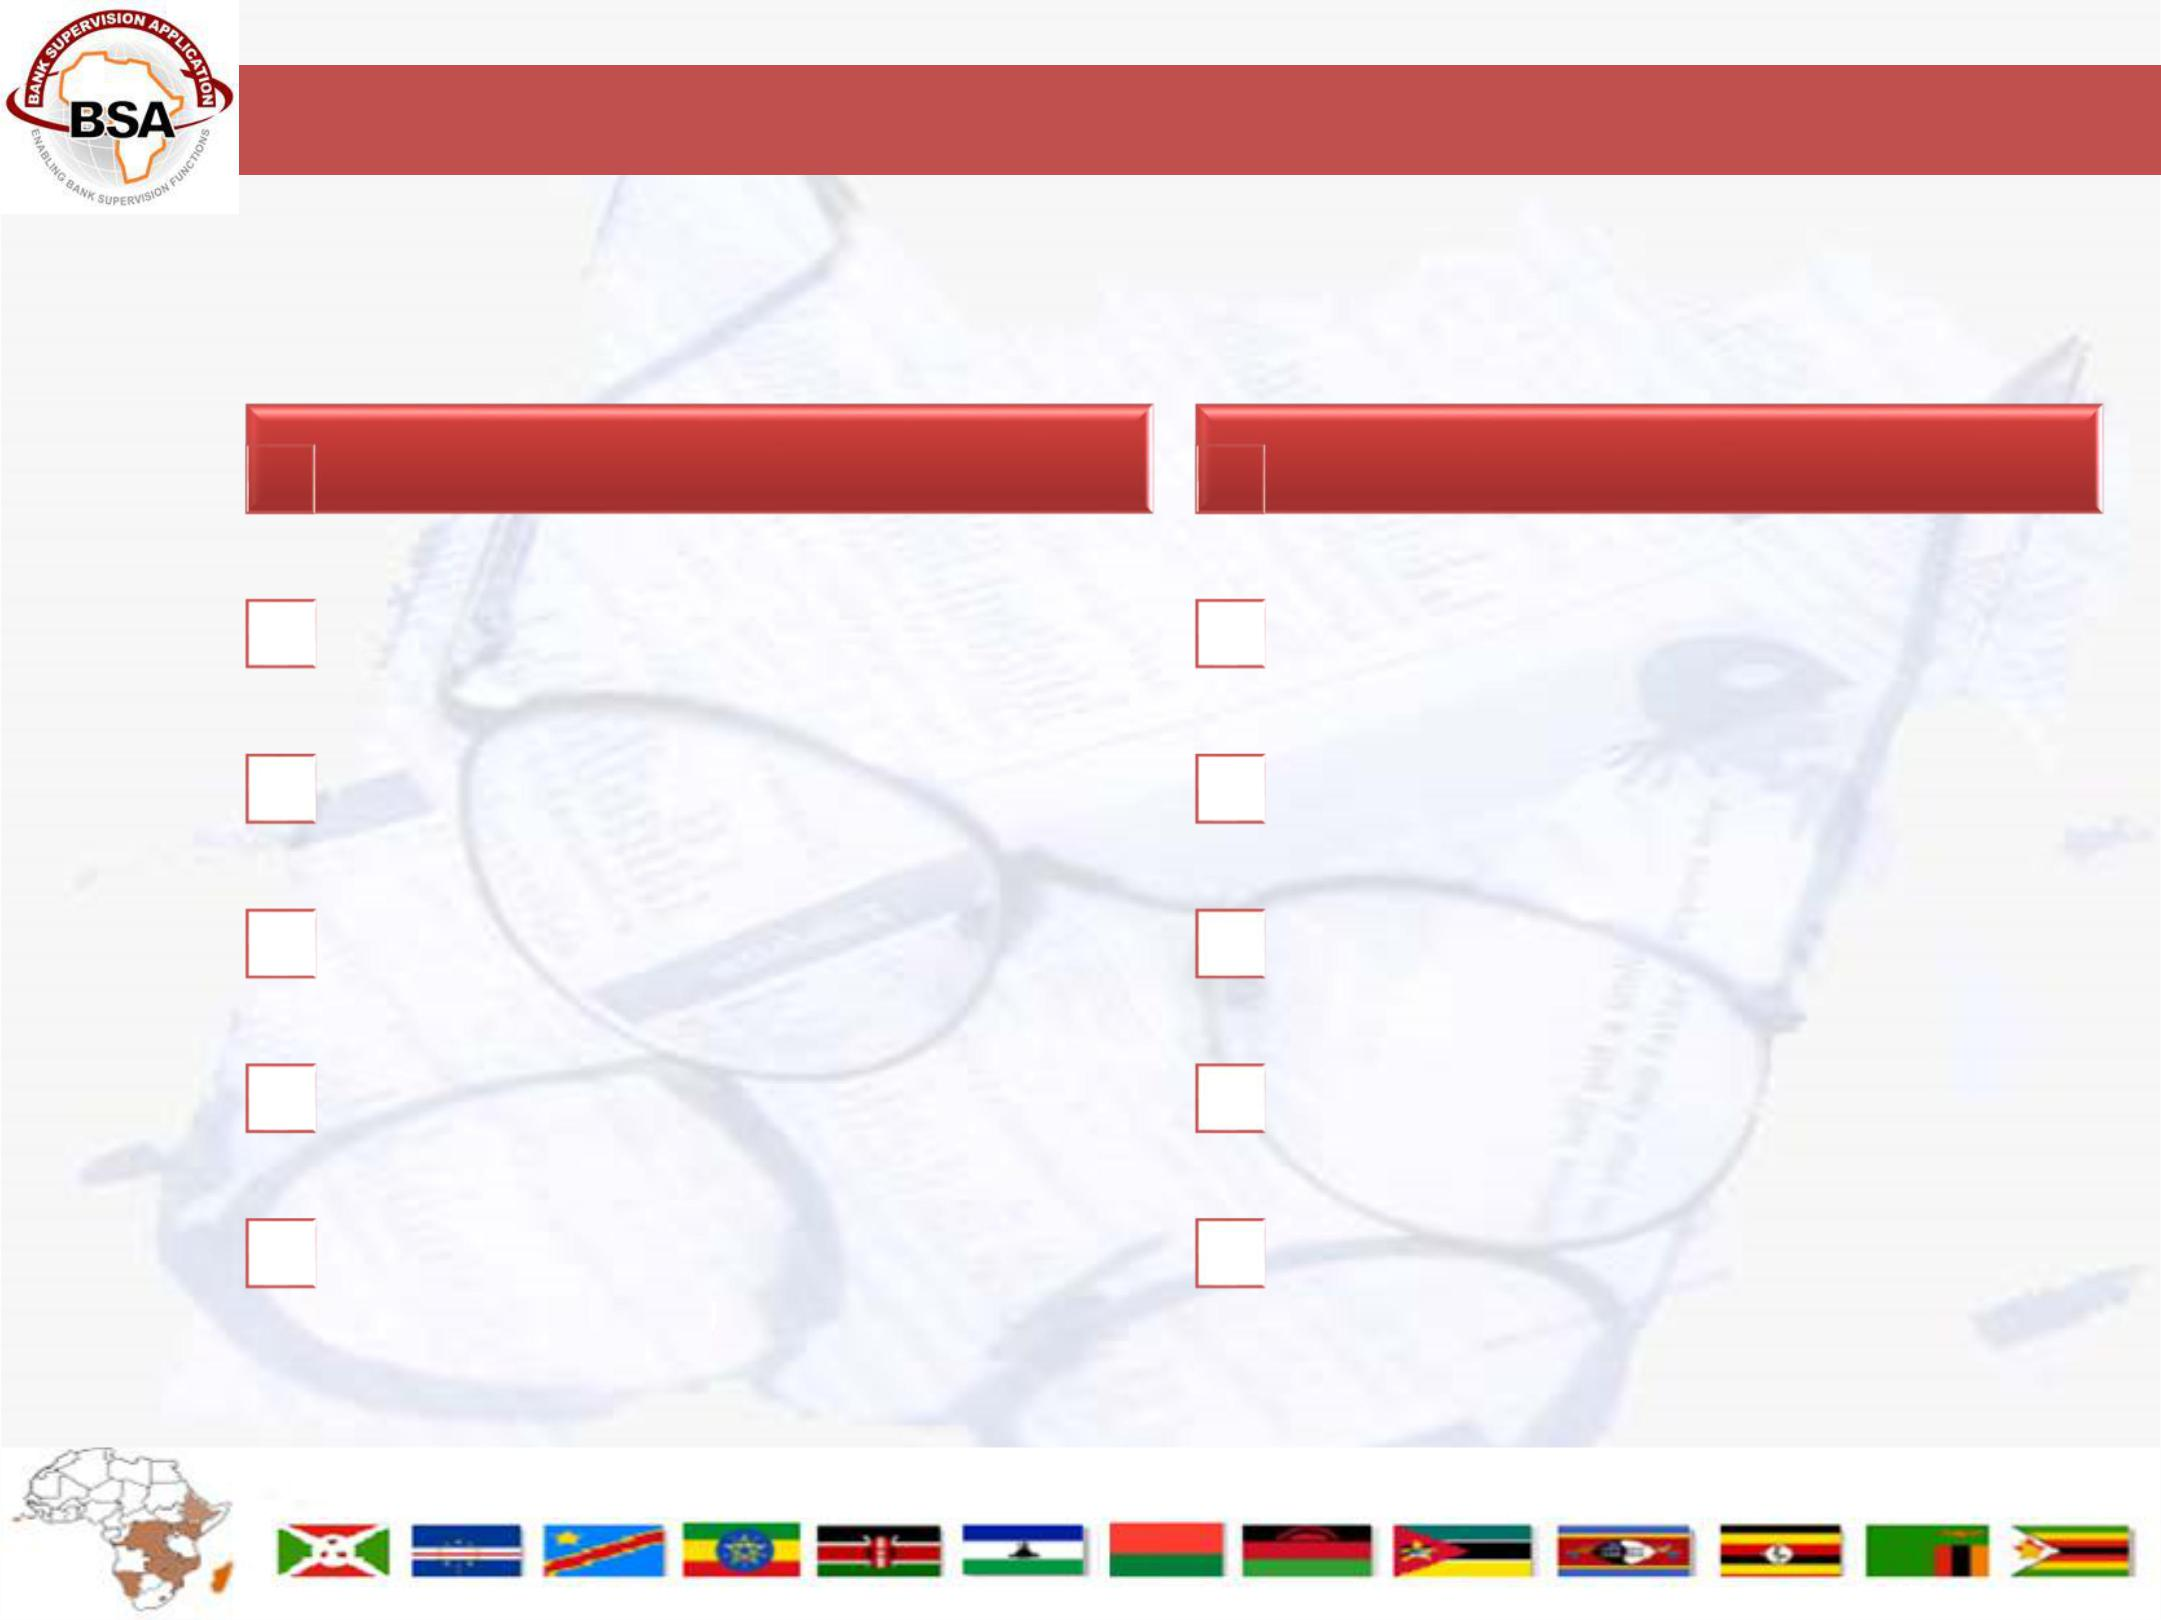 BANK SUPERVISION APPLICATION
BSA
ENABLING BANK SUPERVISION FUNCTIONS